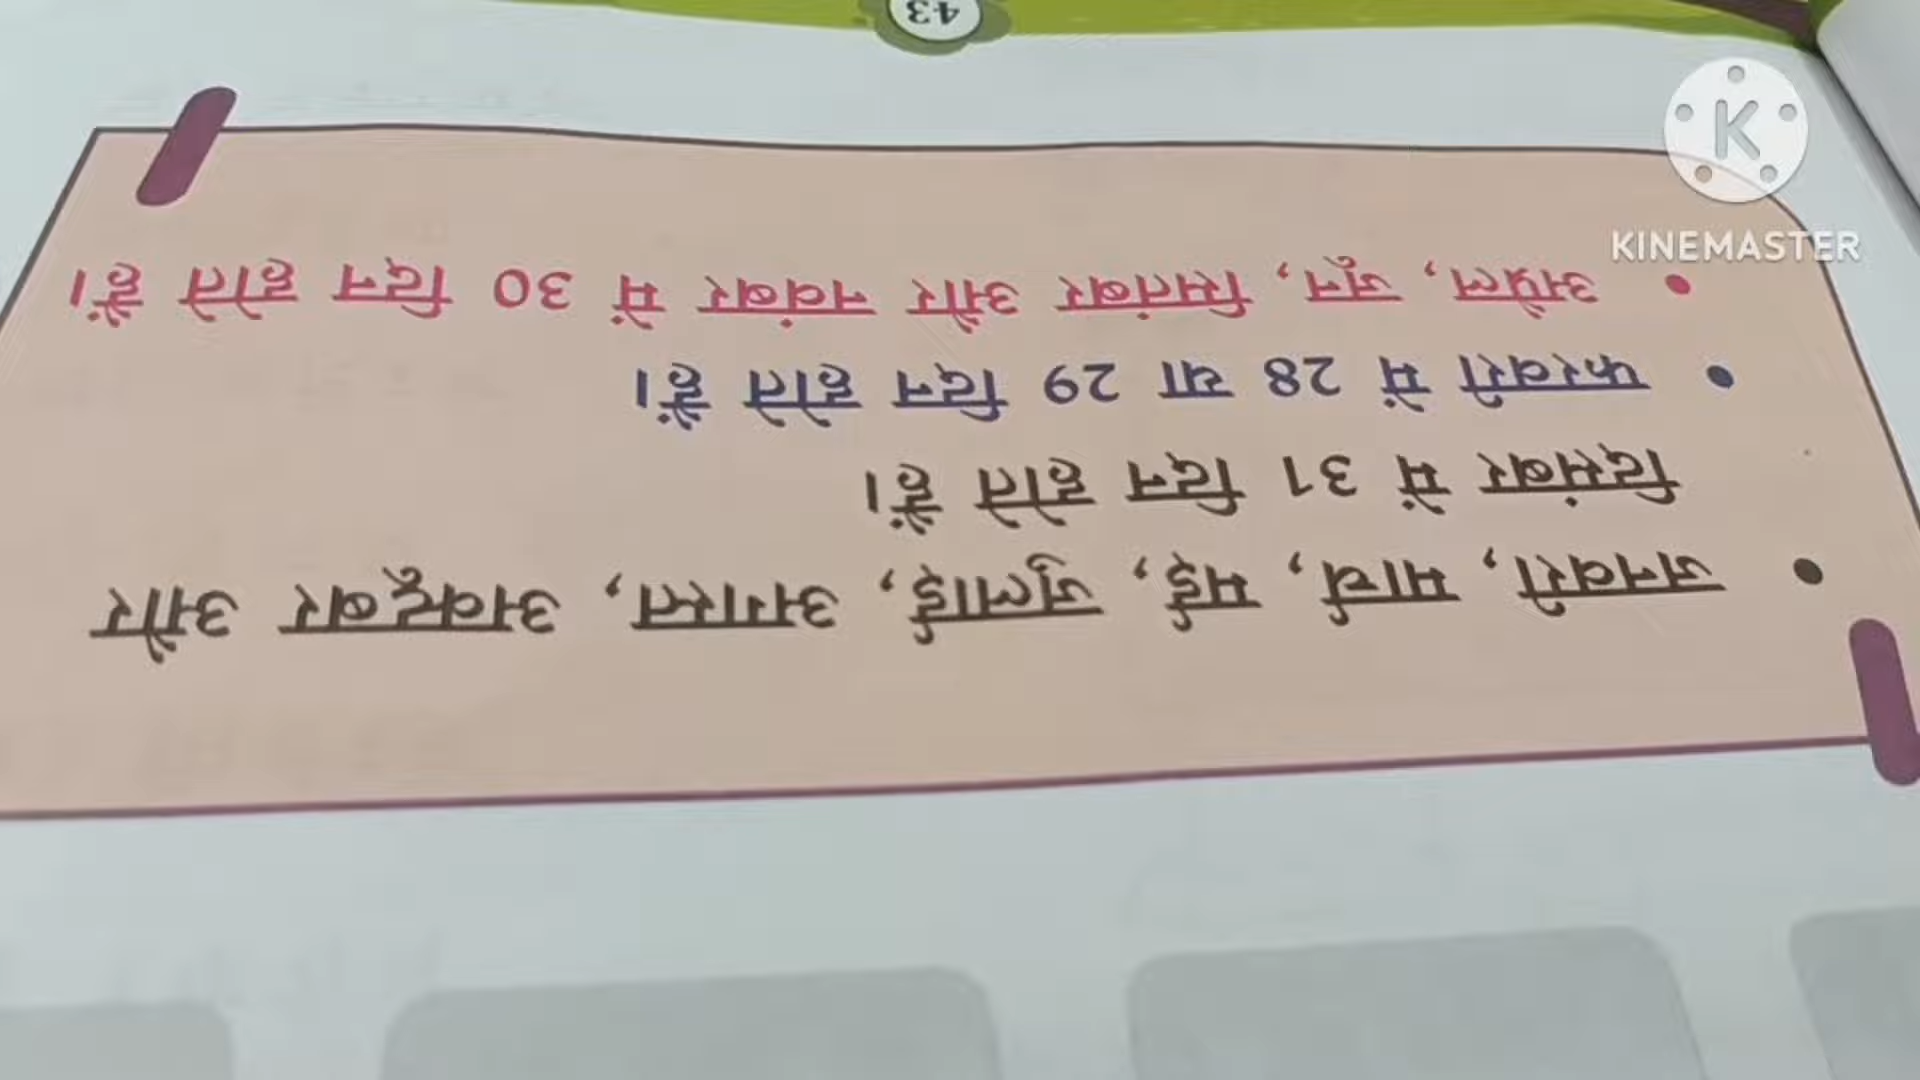 • जनवरी, मार्च, मई, जुलाई, अगस्त, अक्टूबर और
दिसंबर में 31 दिन होते हैं।
• फरवरी में 28 या 29 दिन होते हैं।
• अप्रैल, जून, सितंबर और नवंबर में 30 दिन होते हैं।
43
K
KINEMASTER